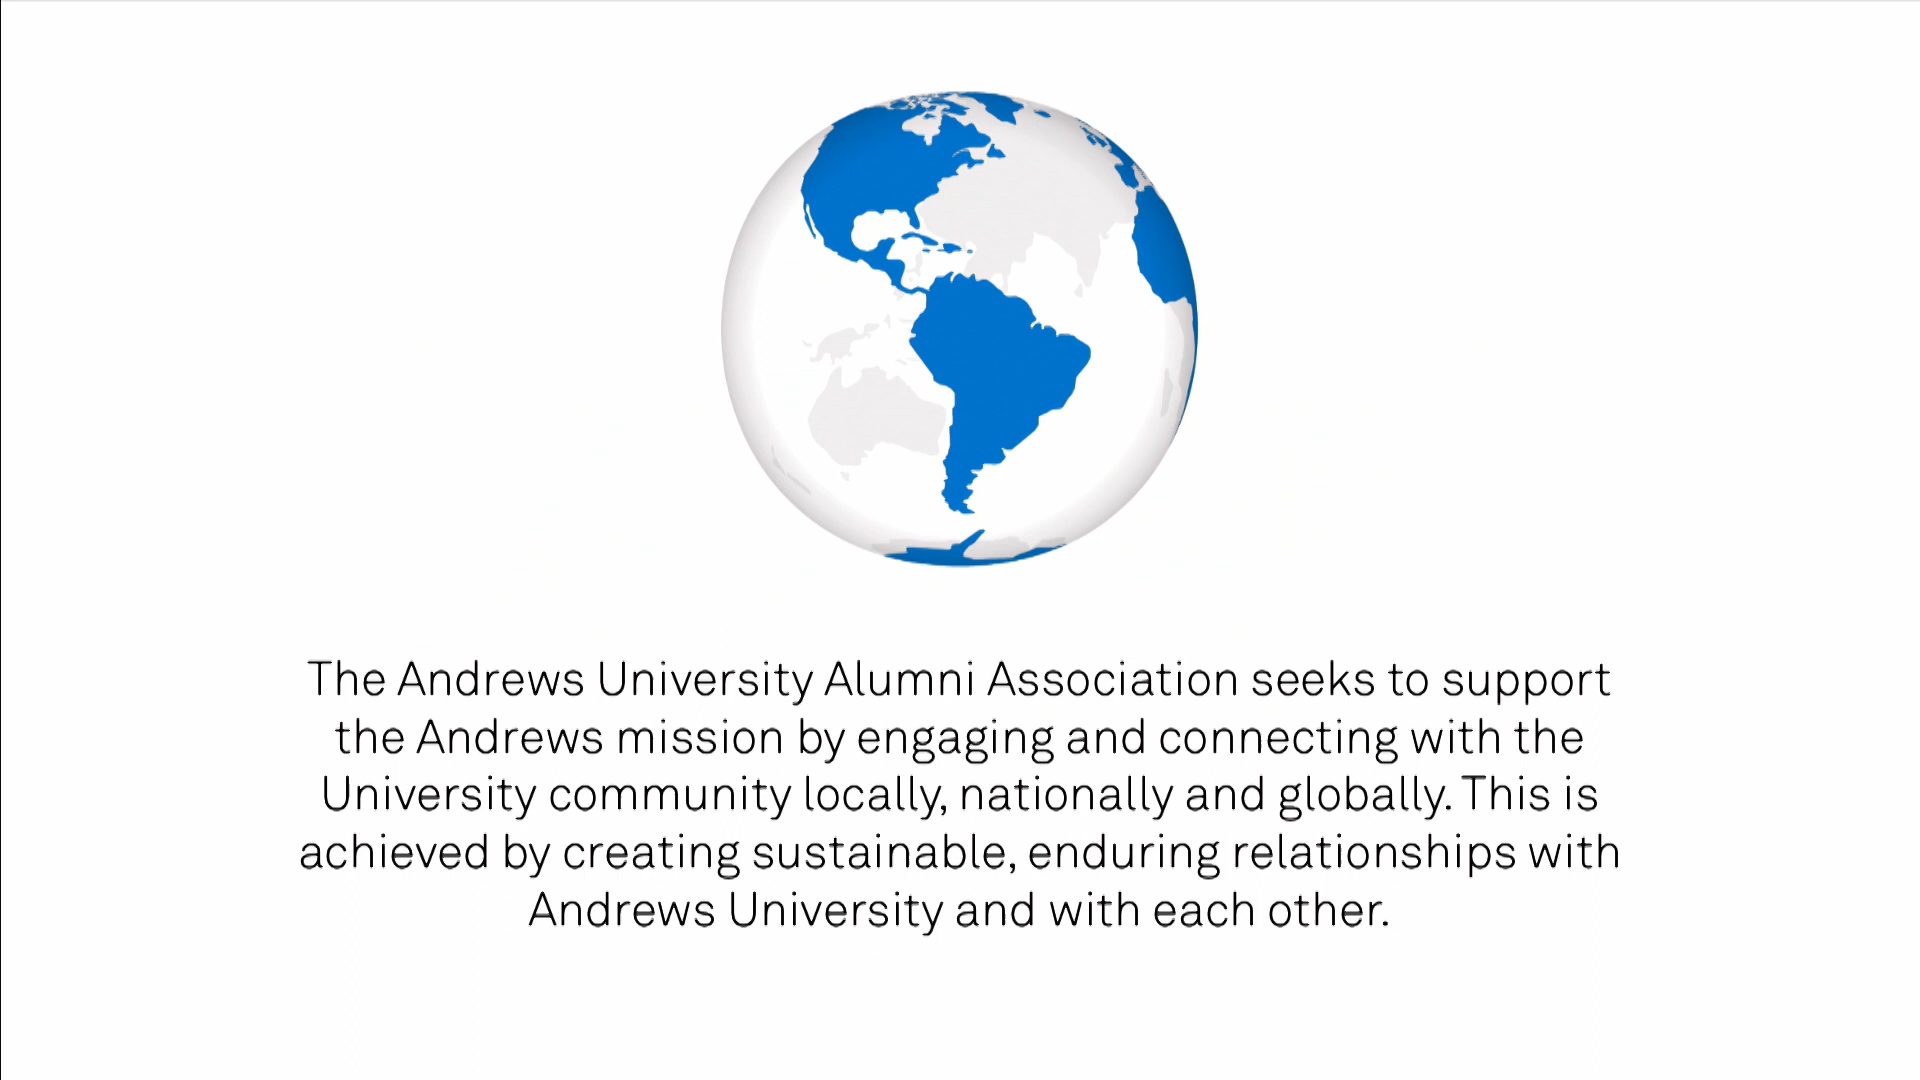 The Andrews University Alumni Association seeks to support
the Andrews mission by engaging and connecting with the
University community locally, nationally and globally. This is
achieved by creating sustainable, enduring relationships with
Andrews University and with each other.